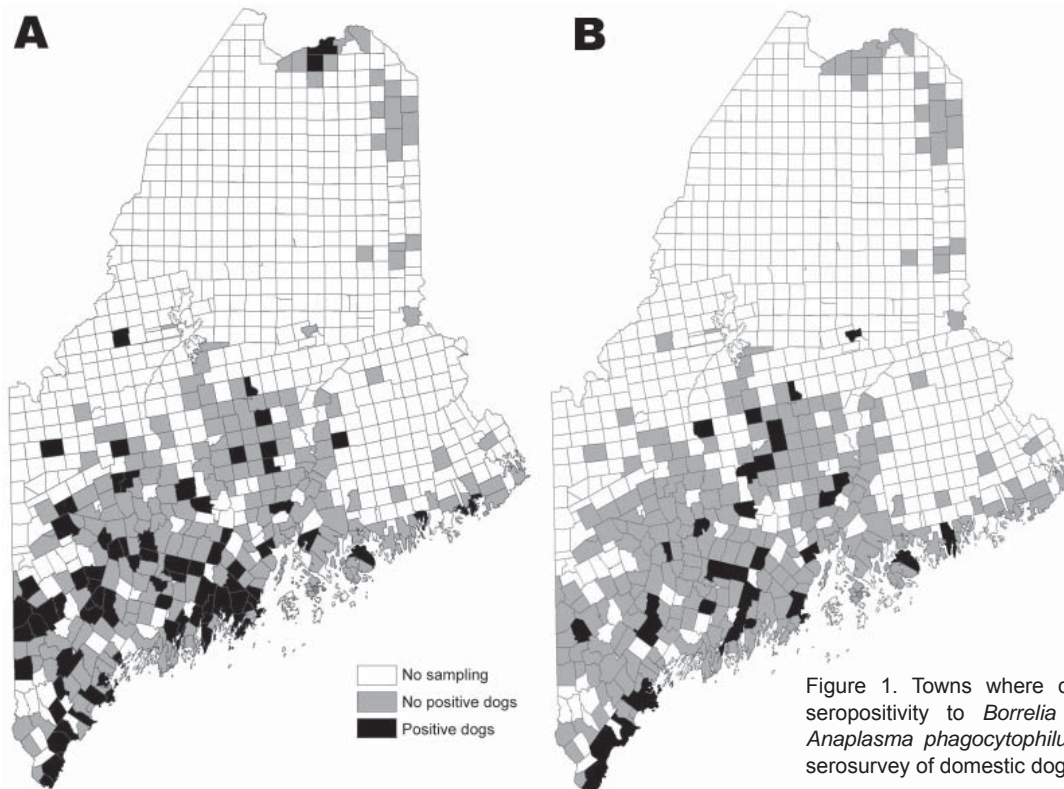 A
B
No sampling
No positive dogs
Positive dogs
Figure 1. Towns where
seropositivity to Borrelia
Anaplasma phagocytophilu
serosurvey of domestic dog